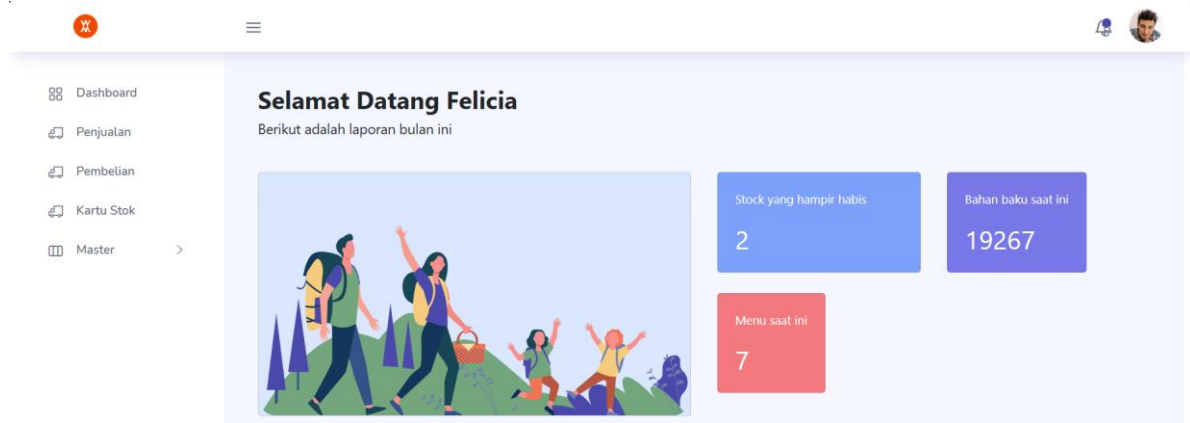 Dashboard
Penjualan
Pembelian
Kartu Stok
Master
Selamat Datang Felicia
Berikut adalah laporan bulan ini
Stock yang hampir habis
2
Bahan baku saat ini
19267
Menu saat ini
7